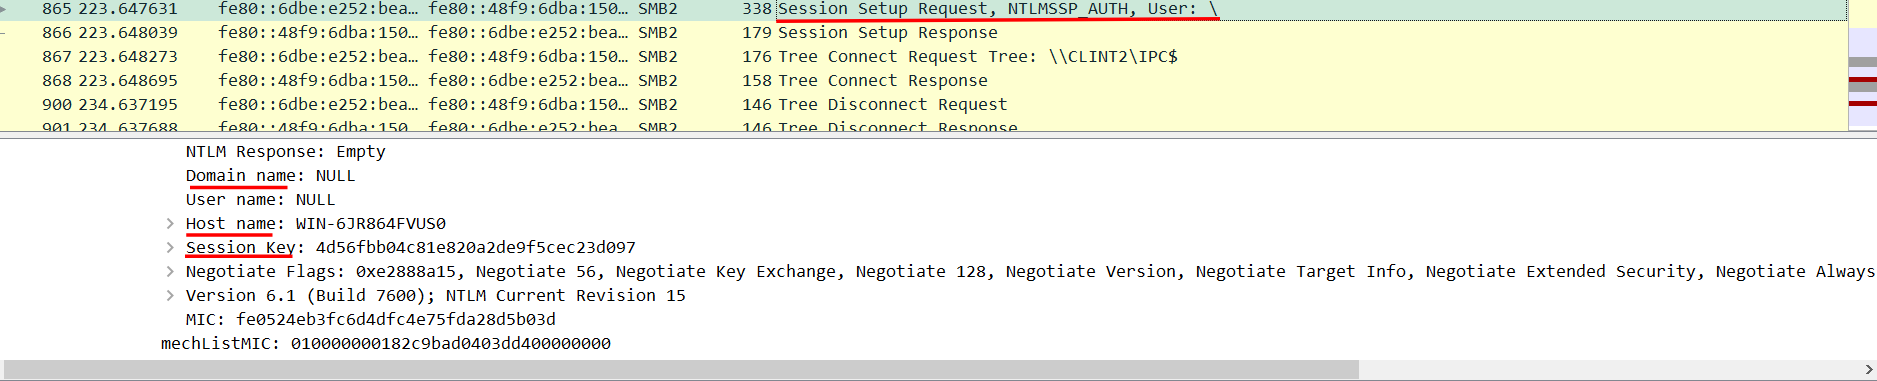 865 223.647631 fe80::6dbe:e252:bea… fe80::48f9:6dba:150… SMB2 338 Session Setup Request, NTLMSSP_AUTH, User: \
866 223.648039 fe80::48f9:6dba:150… fe80::6dbe:e252:bea… SMB2 179 Session Setup Response
867 223.648273 fe80::6dbe:e252:bea… fe80::48f9:6dba:150… SMB2 176 Tree Connect Request Tree: \\CLINT2\IPC$
868 223.648695 fe80::48f9:6dba:150… fe80::6dbe:e252:bea… SMB2 158 Tree Connect Response
900 234.637195 fe80::6dbe:e252:bea… fe80::48f9:6dba:150… SMB2 146 Tree Disconnect Request
901 234.637688 fe80::48f9:6dba:150… fe80::6dbe:e252:bea… SMB2 146 Tree Disconnect Response
NTLM Response: Empty
Domain name: NULL
User name: NULL
Host name: WIN-6JR864FVUS0
Session Key: 4d56fbb04c81e820a2de9f5cec23d097
Negotiate Flags: 0xe2888a15, Negotiate 56, Negotiate Key Exchange, Negotiate 128, Negotiate Version, Negotiate Target Info, Negotiate Extended Security, Negotiate Always
Version 6.1 (Build 7600); NTLM Current Revision 15
MIC: fe0524eb3fc6d4dfc4e75fda28d5b03d
mechListMIC: 010000000182c9bad0403dd400000000